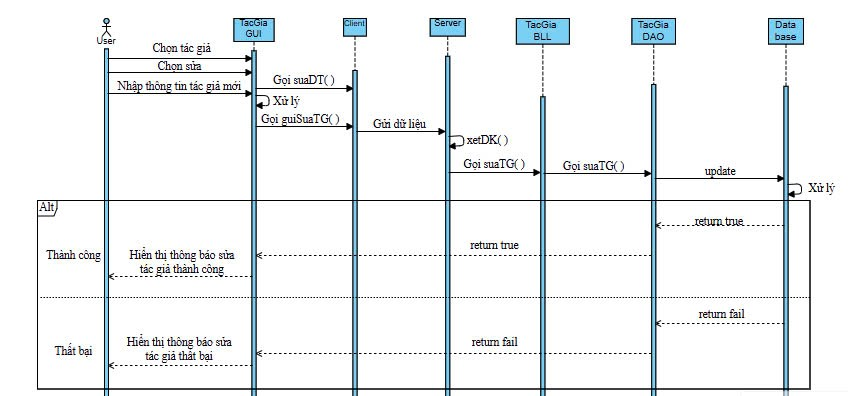 User
TacGia
GUI
Client
Server
TacGia
BLL
TacGia
DAO
Data
base
Chọn tác giả
Chọn sửa
Nhập thông tin tác giả mới
Gọi suaDT( )
Xử lý
Gọi guiSuaTG( )
Gửi dữ liệu
xetDK( )
Gọi suaTG( )
Gọi suaTG( )
update
Xử lý
Alt
return true
return true
Thành công
Hiển thị thông báo sửa
tác giả thành công
return fail
return fail
Thất bại
Hiển thị thông báo sửa
tác giả thất bại